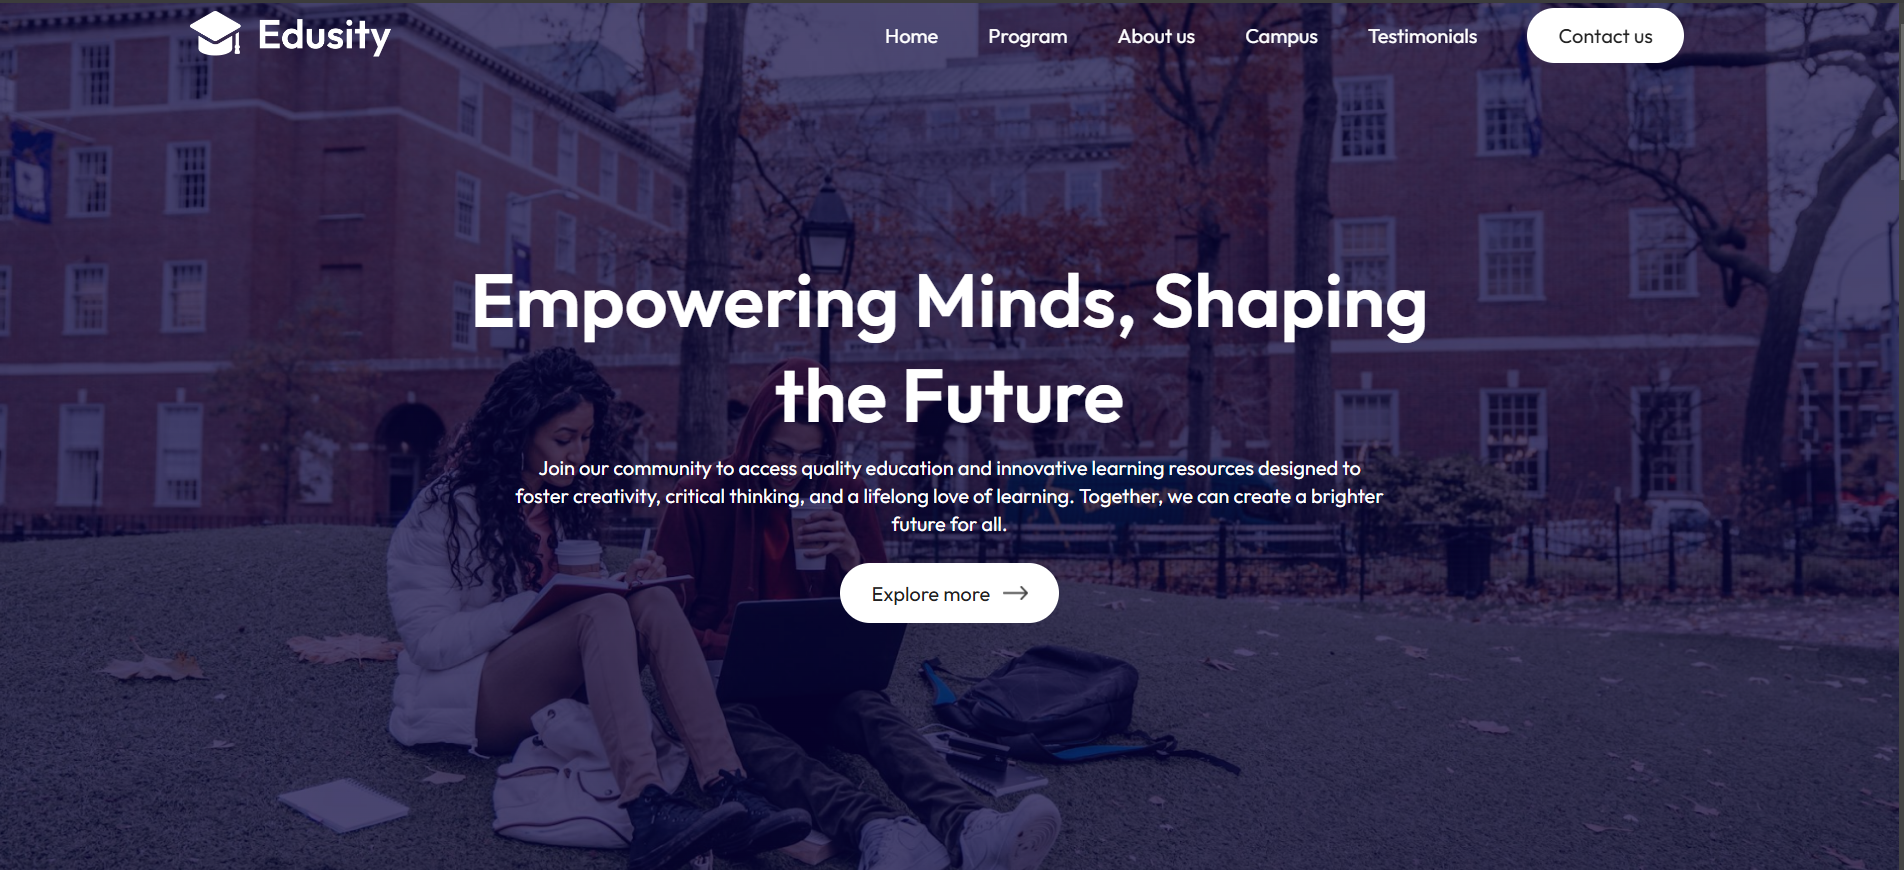 Edusity
Home Program About us Campus Testimonials Contact us
Empowering Minds, Shaping
the Future
Join our community to access quality education and innovative learning resources designed to
foster creativity, critical thinking, and a lifelong love of learning. Together, we can create a brighter
future for all.
Explore more